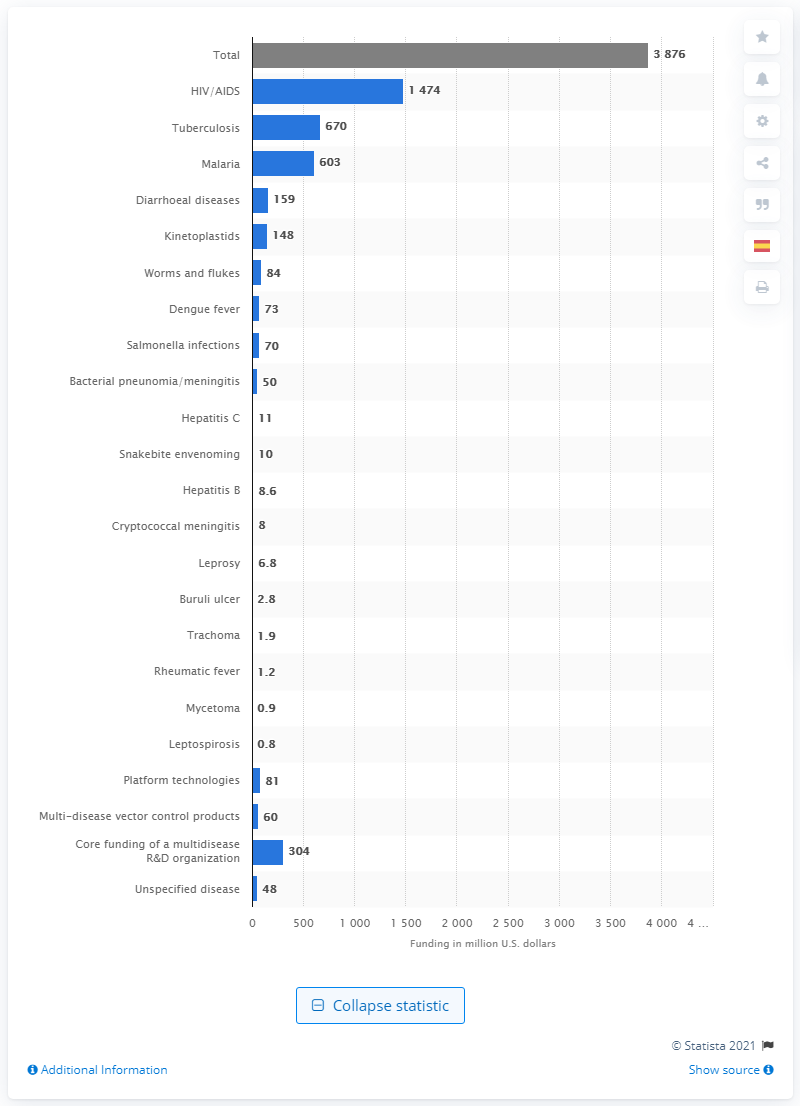 Total 3 876
HIV/AIDS 1 474
Tuberculosis 670
Malaria 603
Diarrhoeal diseases 159
Kinetoplastids 148
Worms and flukes 84
Dengue fever 73
Salmonella infections 70
Bacterial pneunomia/meningitis 50
Hepatitis C 11
Snakebite envenoming 10
Hepatitis B 8.6
Cryptococcal meningitis 8
Leprosy 6.8
Buruli ulcer 2.8
Trachoma 1.9
Rheumatic fever 1.2
Mycetoma 0.9
Leptospirosis 0.8
Platform technologies 81
Multi-disease vector control products 60
Core funding of a multidisease
R&D organization 304
Unspecified disease 48
0 500 1 000 1 500 2 000 2 500 3 000 3 500 4 000 4 ...
Funding in million U.S. dollars
Collapse statistic
© Statista 2021
Additional Information Show source